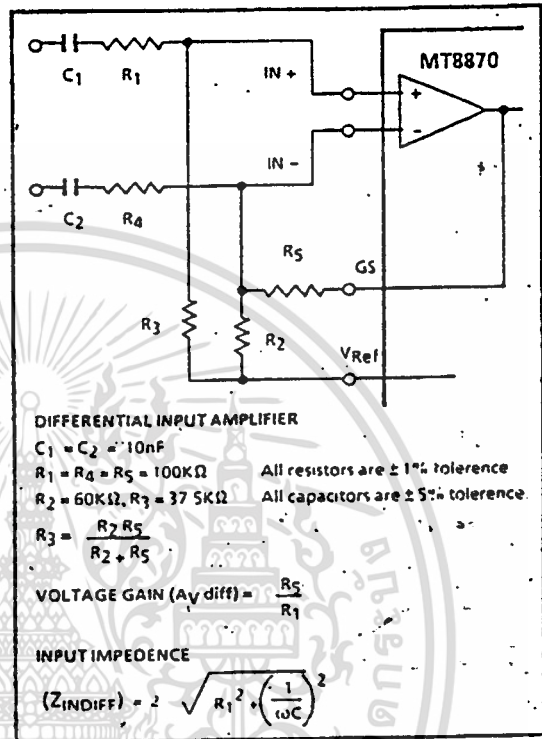 MT8870
C1 R1 IN +
+
-
IN -
C2 R4
R5 GS
R3 R2 VRef
DIFFERENTIAL INPUT AMPLIFIER
C1 = C2 = 10nF
R1 = R4 = R5 = 100KΩ All resistors are ± 1% tolerence
R2 = 60KΩ, R3 = 37 5KΩ All capacitors are ± 5% tolerence.
R3 = R2 R5 / R2 + R5
VOLTAGE GAIN (AV diff) = R5 / R1
INPUT IMPEDENCE
(ZINDIFF) = 2 √ R1² + (1 / ωC)²